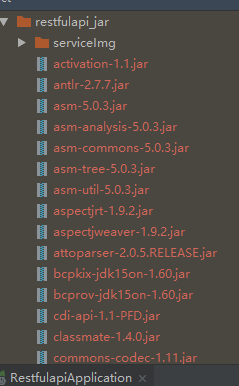 restfulapi_jar
serviceImg
activation-1.1.jar
antlr-2.7.7.jar
asm-5.0.3.jar
asm-analysis-5.0.3.jar
asm-commons-5.0.3.jar
asm-tree-5.0.3.jar
asm-util-5.0.3.jar
aspectjrt-1.9.2.jar
aspectjweaver-1.9.2.jar
attoparser-2.0.5.RELEASE.jar
bcpkix-jdk15on-1.60.jar
bcprov-jdk15on-1.60.jar
cdi-api-1.1-PFD.jar
classmate-1.4.0.jar
commons-codec-1.11.jar
RestfulapiApplication